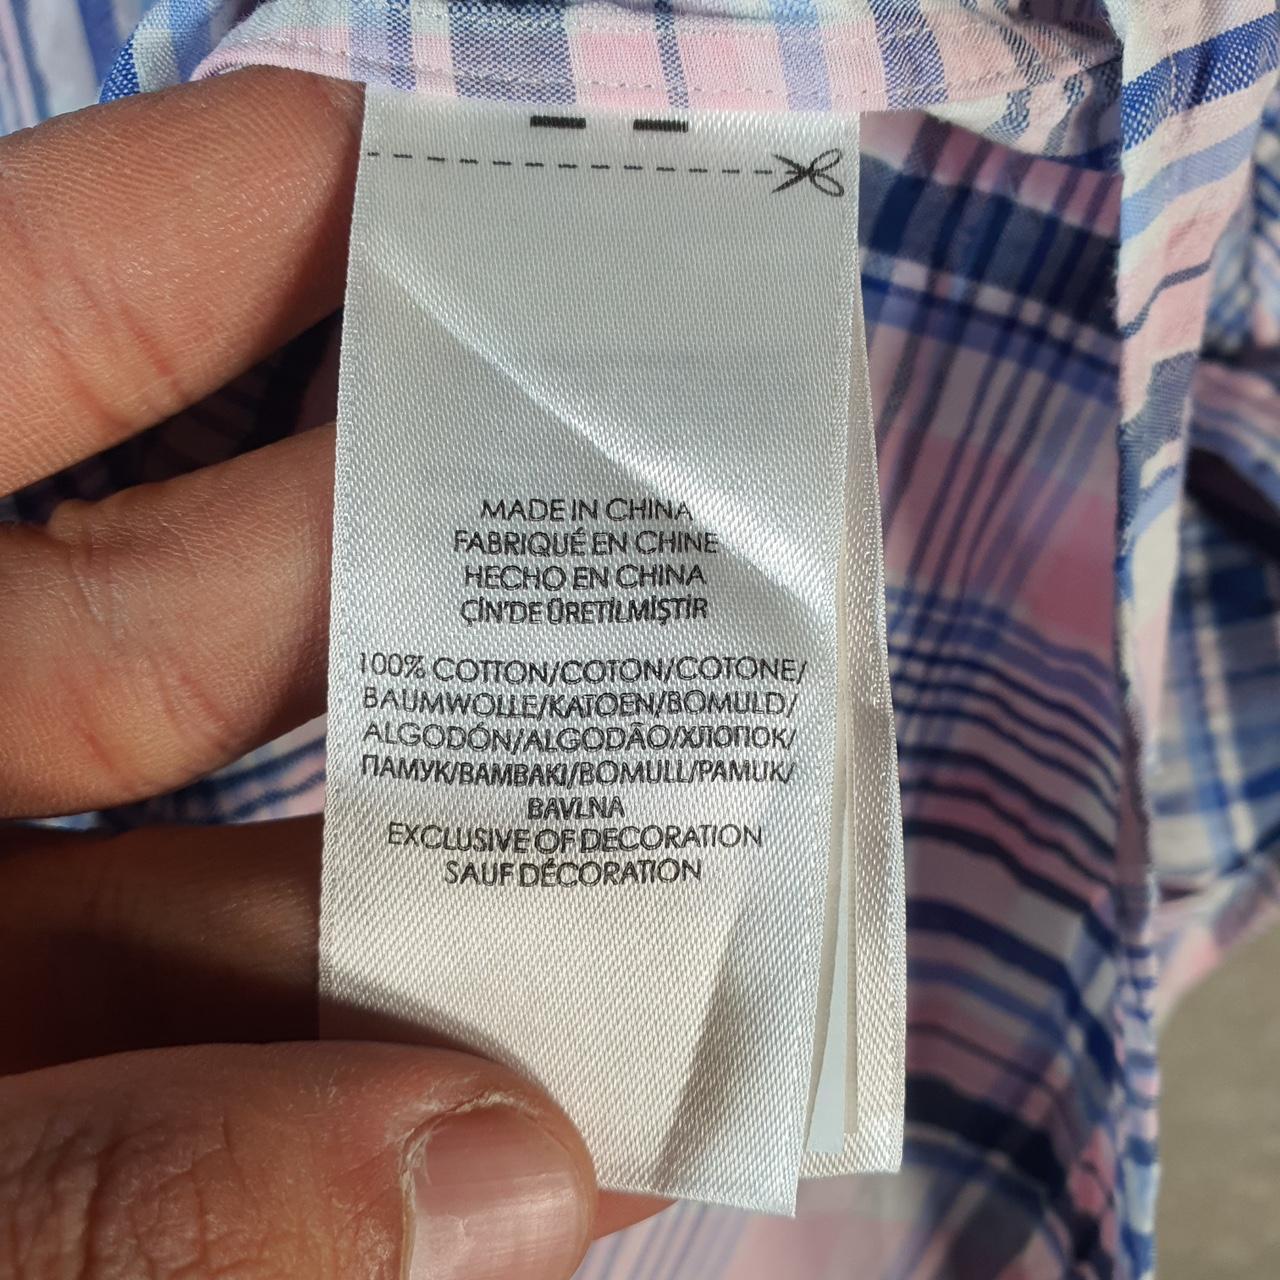 MADE IN CHINA
FABRIQUÉ EN CHINE
HECHO EN CHINA
ÇİN'DE ÜRETİLMİŞTİR
100% COTTON/COTON/COTONE/
BAUMWOLLE/KATOEN/BOMULD/
ALGODÓN/ALGODÃO/ХЛОПОК/
ПАМУК/BAMBAKI/BOMULL/PAMUK/
BAVLNA
EXCLUSIVE OF DECORATION
SAUF DÉCORATION